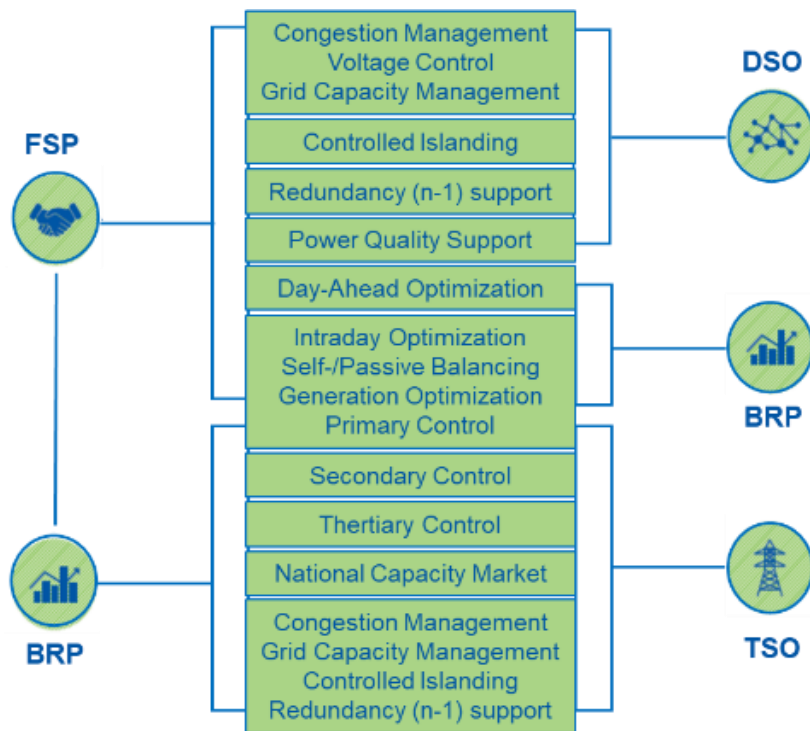 Congestion Management
Voltage Control
Grid Capacity Management
DSO
FSP
Controlled Islanding
Redundancy (n-1) support
Power Quality Support
Day-Ahead Optimization
Intraday Optimization
Self-/Passive Balancing
Generation Optimization
Primary Control
BRP
Secondary Control
Thertiary Control
National Capacity Market
Congestion Management
Grid Capacity Management
Controlled Islanding
Redundancy (n-1) support
BRP
TSO